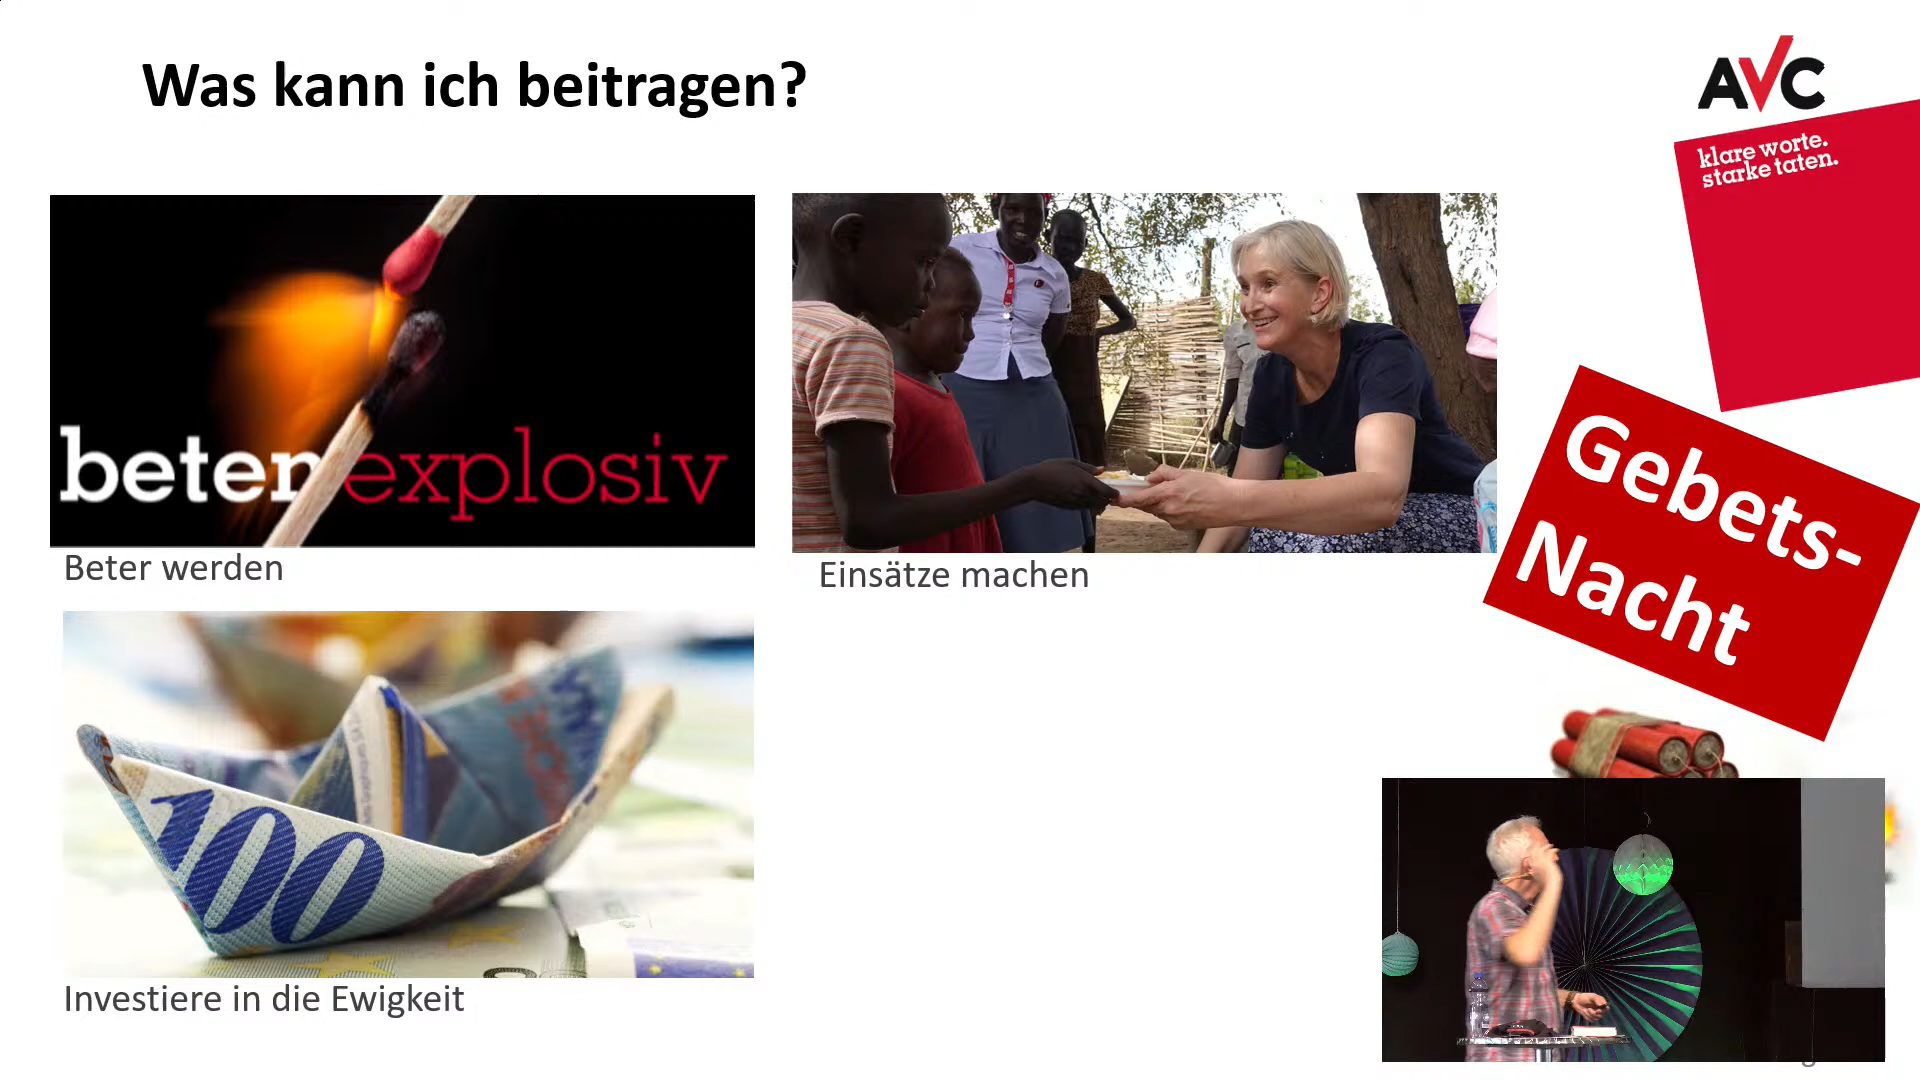 Was kann ich beitragen?
AVC
klare worte.
starke taten.
beten explosiv
Beter werden
Einsätze machen
Gebets-
Nacht
100
Investiere in die Ewigkeit